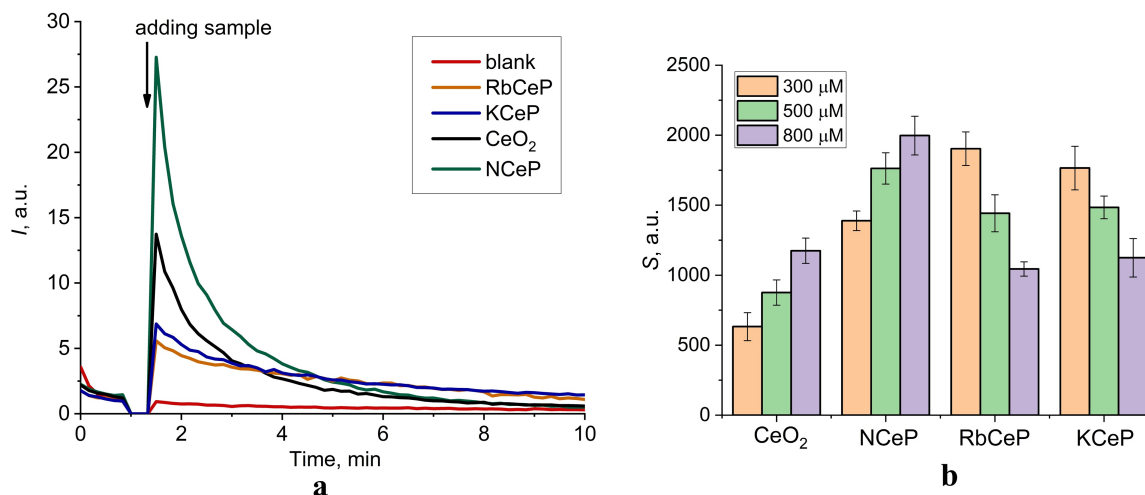 adding sample
blank
RbCeP
KCeP
CeO₂
NCeP
30
25
20
15
10
5
0
I, a.u.
0 2 4 6 8 10
Time, min
a
300 μM
500 μM
800 μM
2500
2000
1500
1000
500
0
S, a.u.
CeO₂ NCeP RbCeP KCeP
b